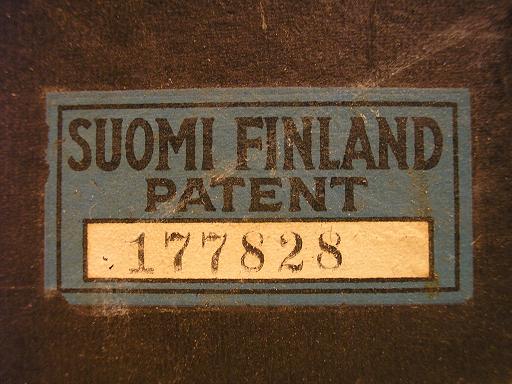 SUOMI FINLAND
PATENT
177828